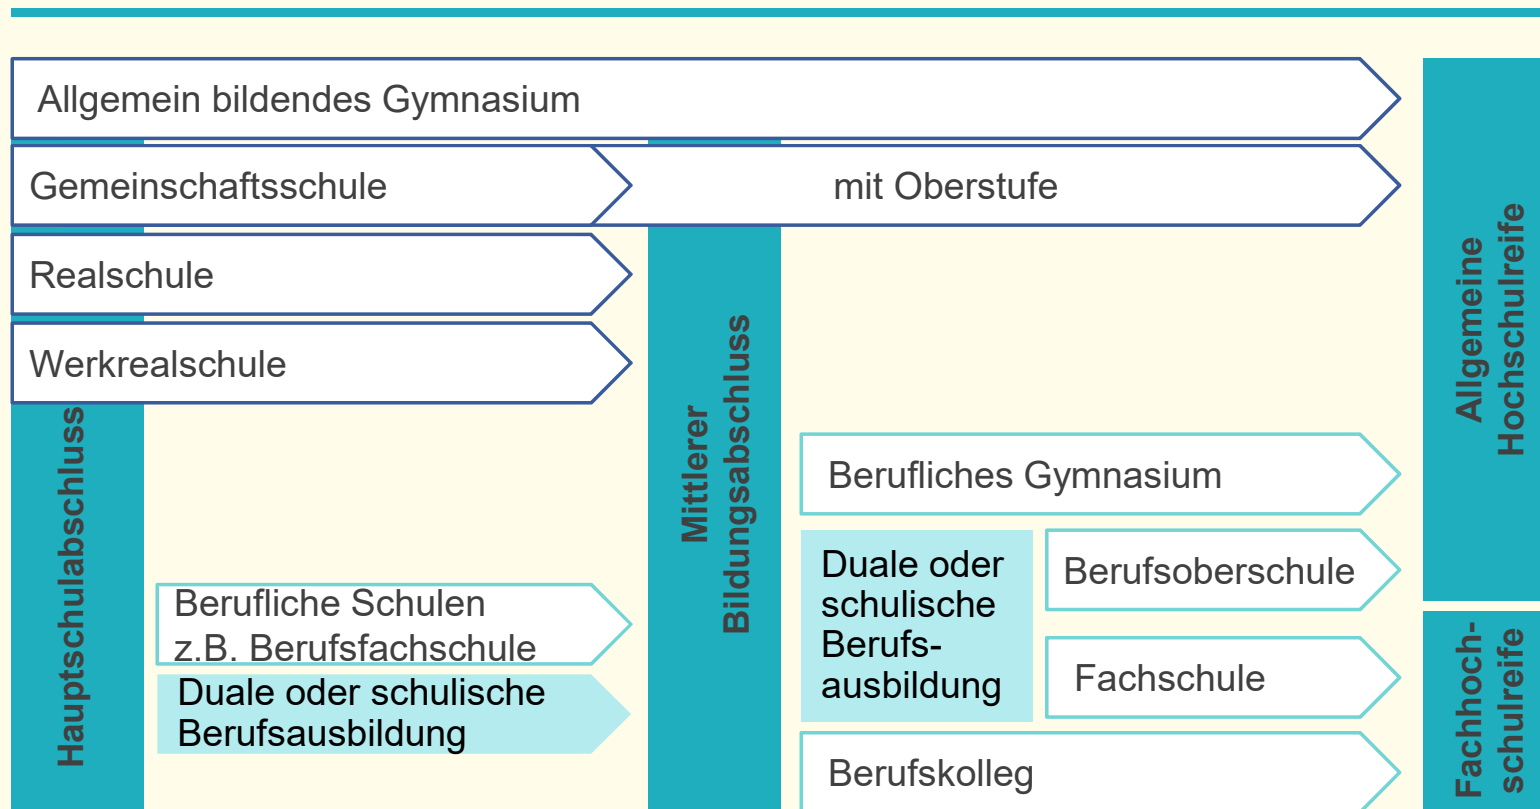 Allgemein bildendes Gymnasium
Gemeinschaftsschule
mit Oberstufe
Realschule
Werkrealschule
Hauptschulabschluss
Berufliche Schulen
z.B. Berufsfachschule
Duale oder schulische
Berufsausbildung
Mittlerer
Bildungsabschluss
Berufliches Gymnasium
Duale oder
schulische
Berufs-
ausbildung
Berufsoberschule
Fachschule
Berufskolleg
Allgemeine
Hochschulreife
Fachhoch-
schulreife